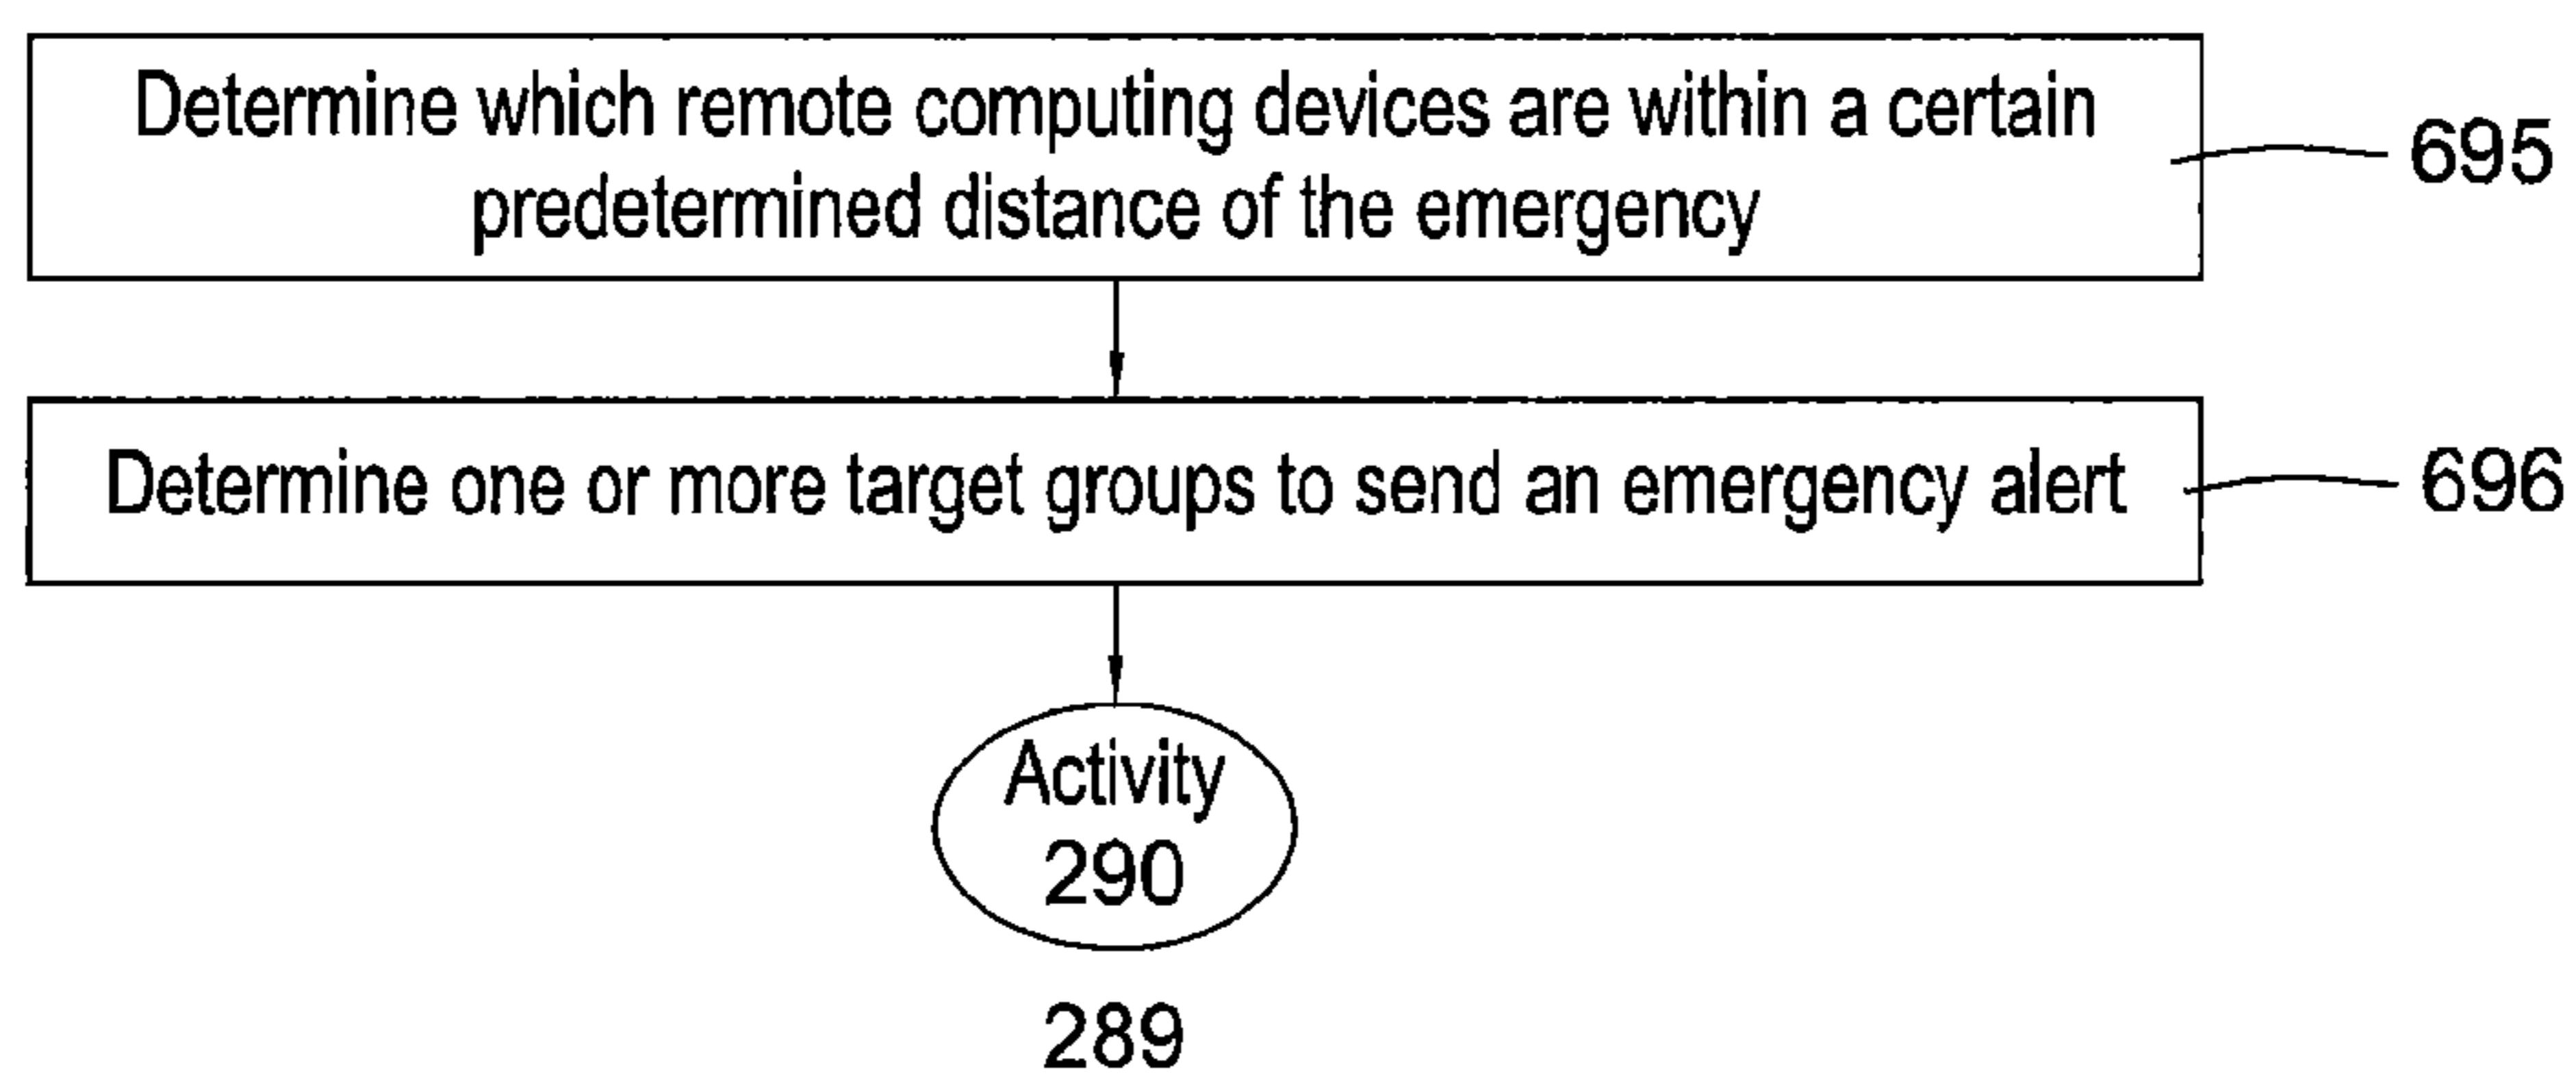 Determine which remote computing devices are within a certain
predetermined distance of the emergency
695
Determine one or more target groups to send an emergency alert
696
Activity
290
289